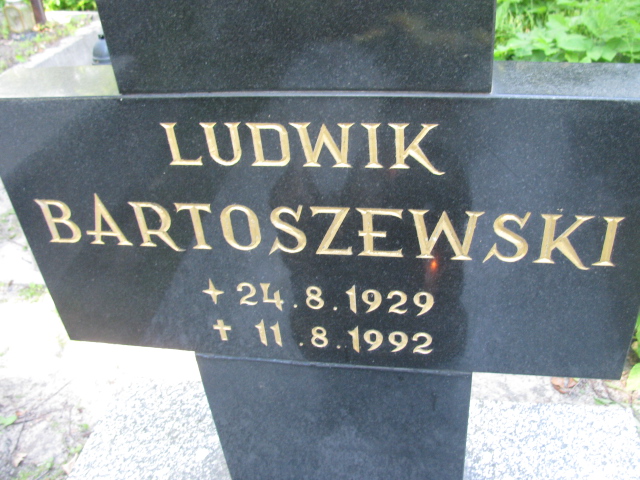 LUDWIK
BARTOSZEWSKI
+ 24.8.1929
† 11.8.1992